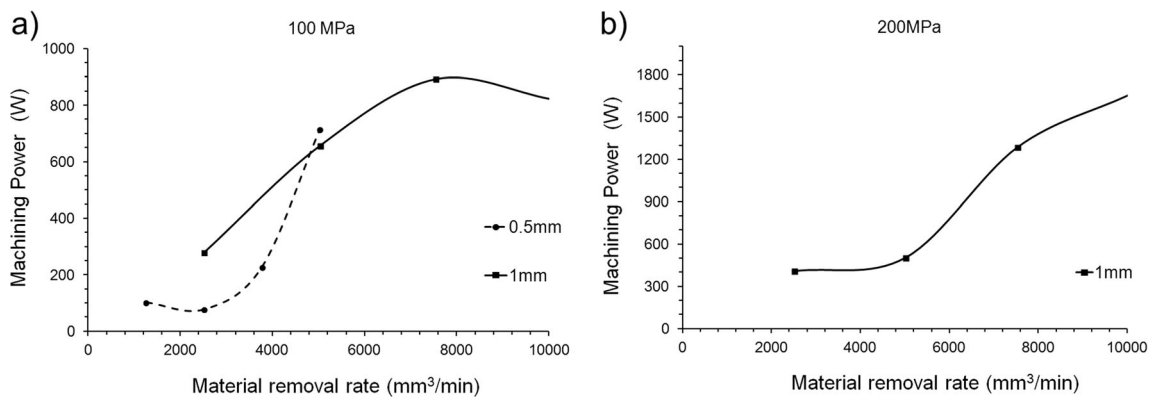 a)
100 MPa
Machining Power (W)
1000
800
600
400
200
0
0 2000 4000 6000 8000 10000
Material removal rate (mm³/min)
0.5mm
1mm
b)
200MPa
Machining Power (W)
1800
1500
1200
900
600
300
0
0 2000 4000 6000 8000 10000
Material removal rate (mm³/min)
1mm